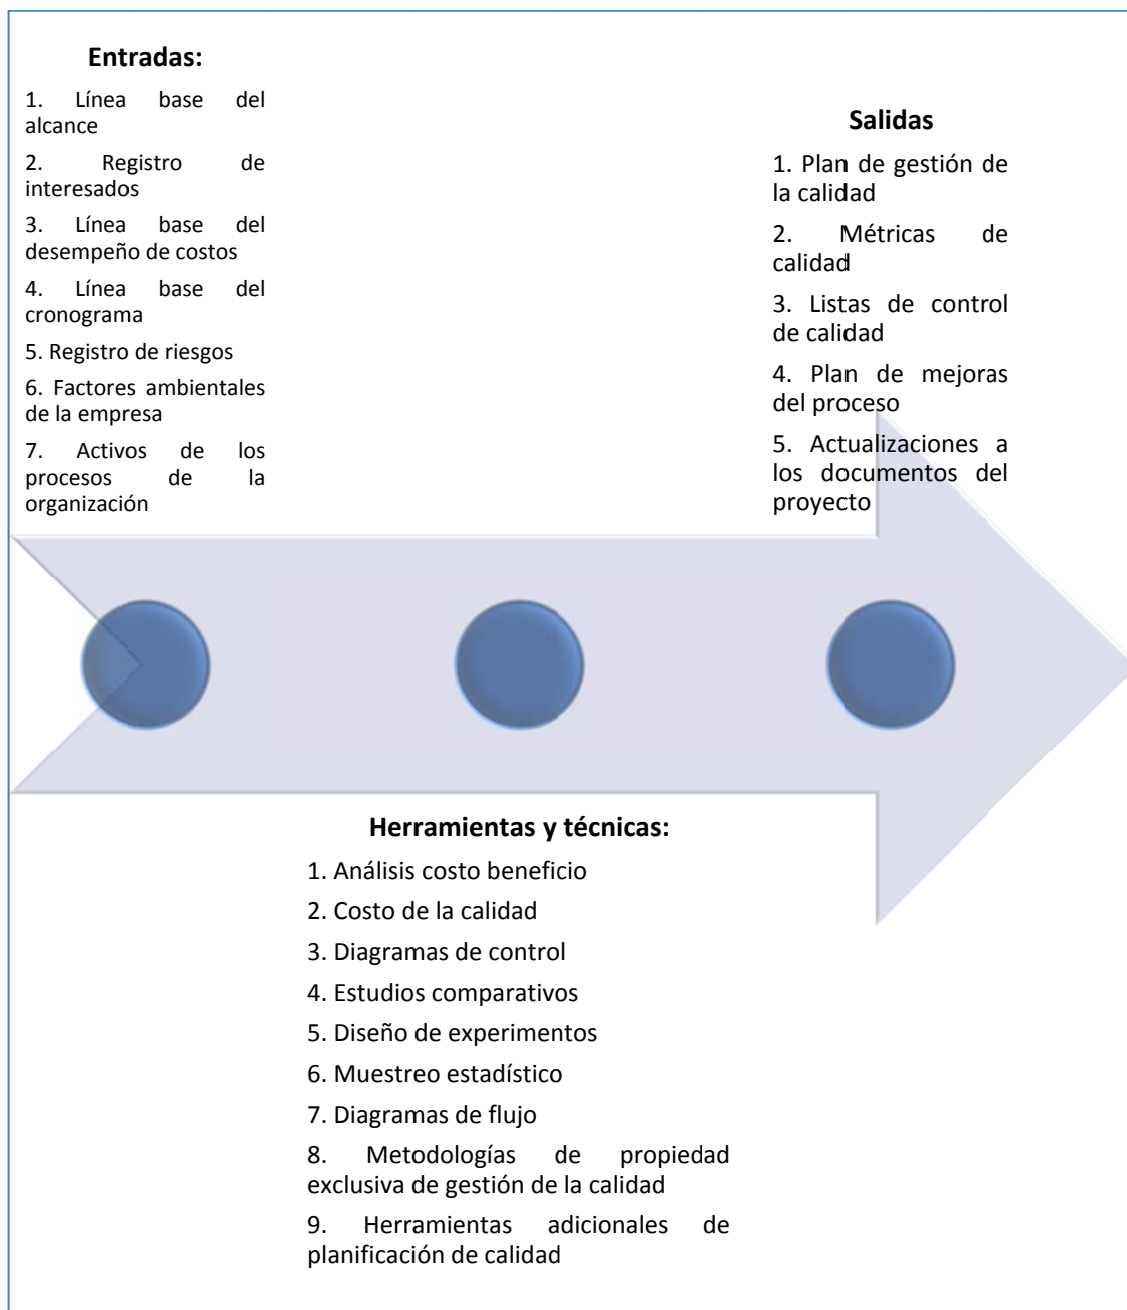 Entradas:
1. Línea base del
alcance
2. Registro de
interesados
3. Línea base del
desempeño de costos
4. Línea base del
cronograma
5. Registro de riesgos
6. Factores ambientales
de la empresa
7. Activos de los
procesos de la
organización
Salidas
1. Plan de gestión de
la calidad
2. Métricas de
calidad
3. Listas de control
de calidad
4. Plan de mejoras
del proceso
5. Actualizaciones a
los documentos del
proyecto
Herramientas y técnicas:
1. Análisis costo beneficio
2. Costo de la calidad
3. Diagramas de control
4. Estudios comparativos
5. Diseño de experimentos
6. Muestreo estadístico
7. Diagramas de flujo
8. Metodologías de propiedad
exclusiva de gestión de la calidad
9. Herramientas adicionales de
planificación de calidad